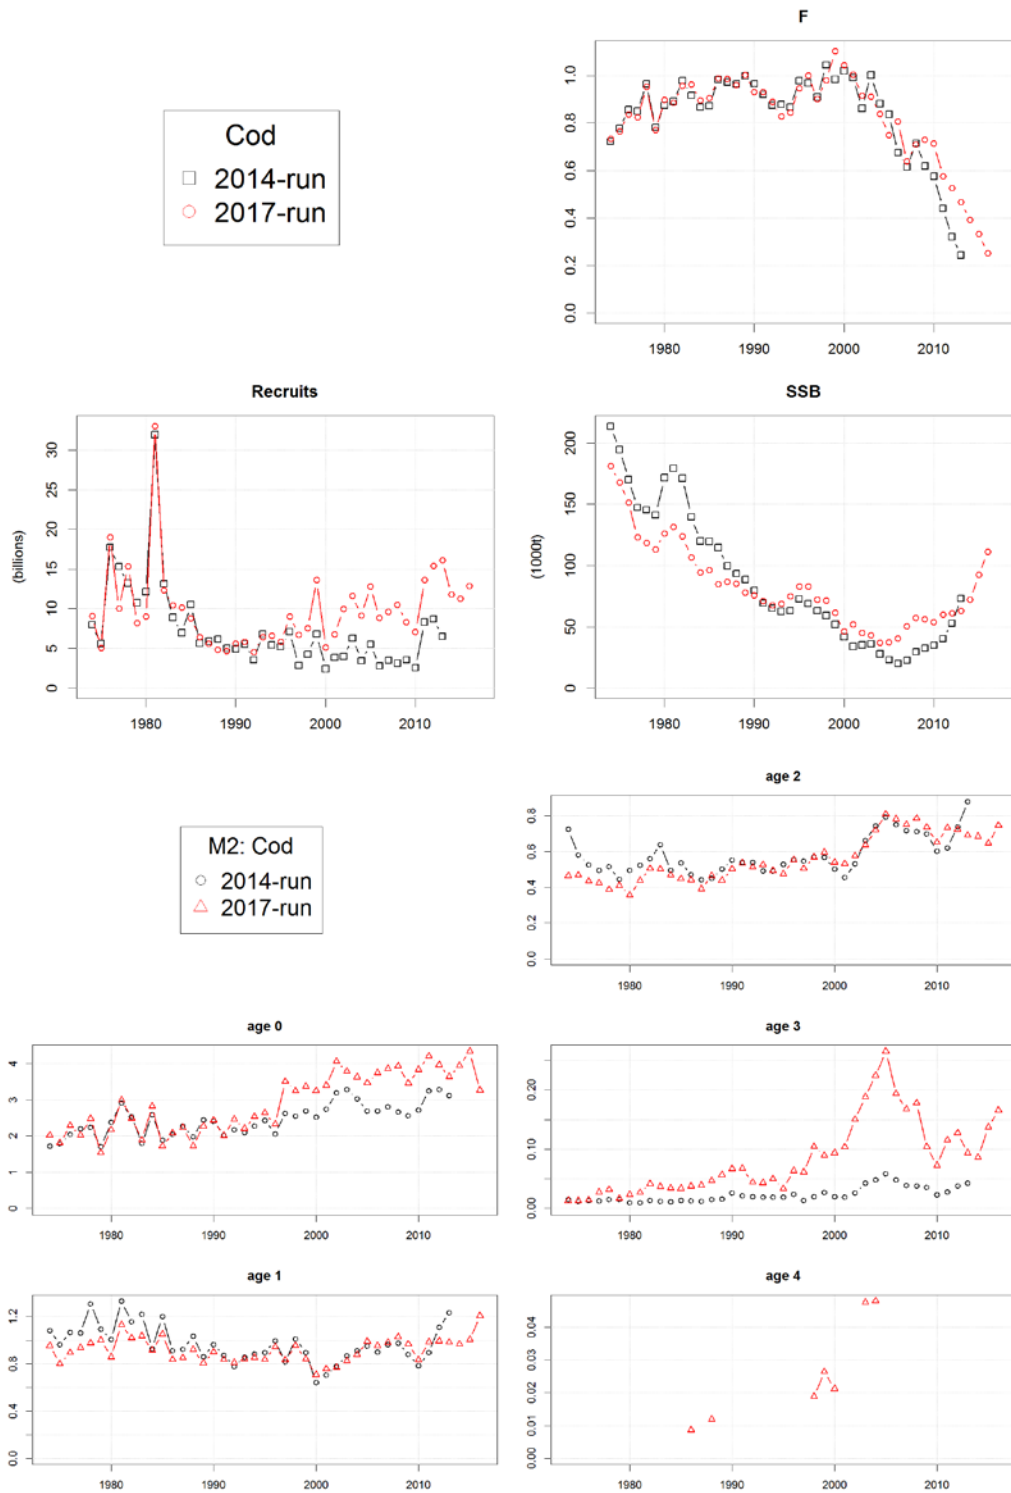 F
Cod
2014-run
2017-run
0.0 0.2 0.4 0.6 0.8 1.0
1980 1990 2000 2010
Recruits
(billions)
0 5 10 15 20 25 30
1980 1990 2000 2010
SSB
(1000t)
0 50 100 150 200
1980 1990 2000 2010
M2: Cod
2014-run
2017-run
age 2
0.0 0.2 0.4 0.6 0.8
1980 1990 2000 2010
age 0
0 1 2 3 4
1980 1990 2000 2010
age 3
0.00 0.10 0.20
1980 1990 2000 2010
age 1
0.0 0.4 0.8 1.2
1980 1990 2000 2010
age 4
0.00 0.01 0.02 0.03 0.04
1980 1990 2000 2010